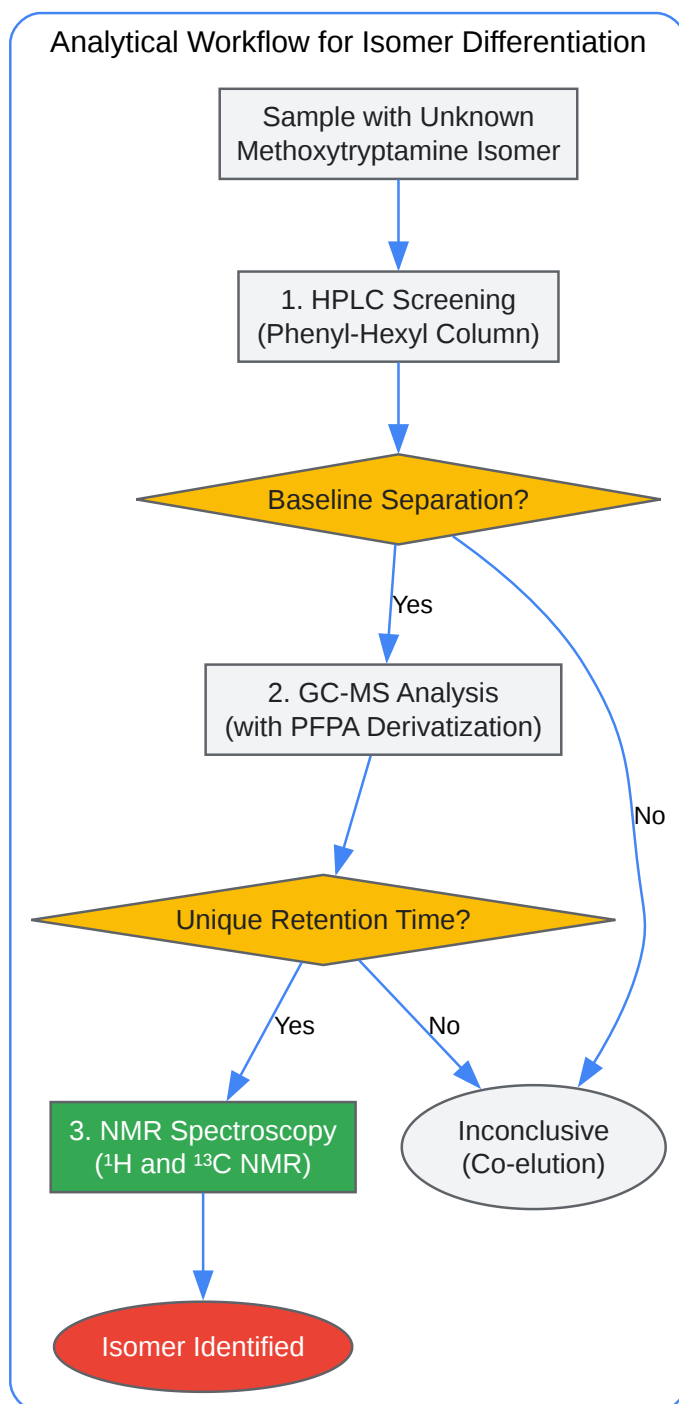 Analytical Workflow for Isomer Differentiation
Sample with Unknown
Methoxytryptamine Isomer
1. HPLC Screening
(Phenyl-Hexyl Column)
Baseline Separation?
Yes
2. GC-MS Analysis
(with PFPA Derivatization)
No
Unique Retention Time?
Yes
No
3. NMR Spectroscopy
(¹H and ¹³C NMR)
Inconclusive
(Co-elution)
Isomer Identified